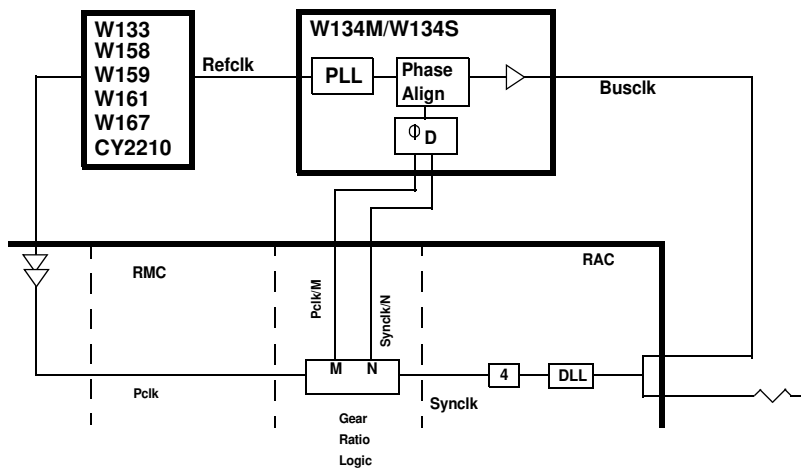 W133
W158
W159
W161
W167
CY2210
Refclk
W134M/W134S
PLL
Phase
Align
Φ D
Busclk
RMC
RAC
Pclk/M
Synclk/N
M N
4
DLL
Pclk
Synclk
Gear
Ratio
Logic